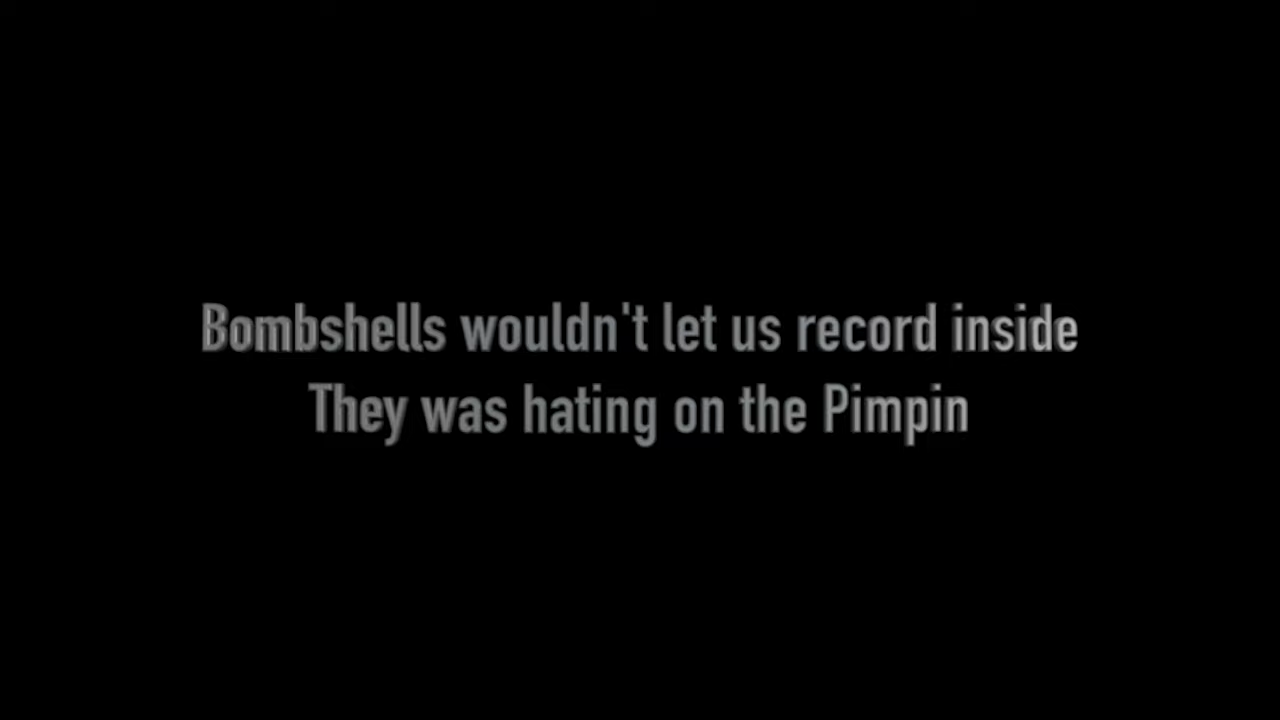 Bombshells wouldn't let us record inside
They was hating on the Pimpin